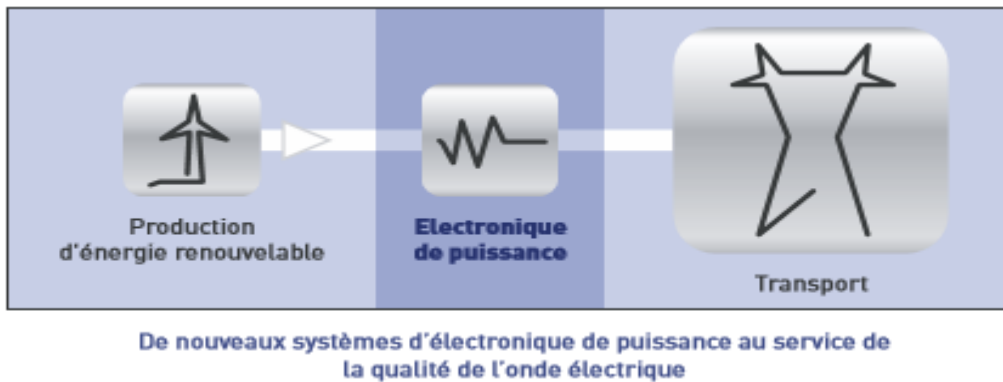 Production
d'énergie renouvelable
Electronique
de puissance
Transport
De nouveaux systèmes d'électronique de puissance au service de
la qualité de l'onde électrique